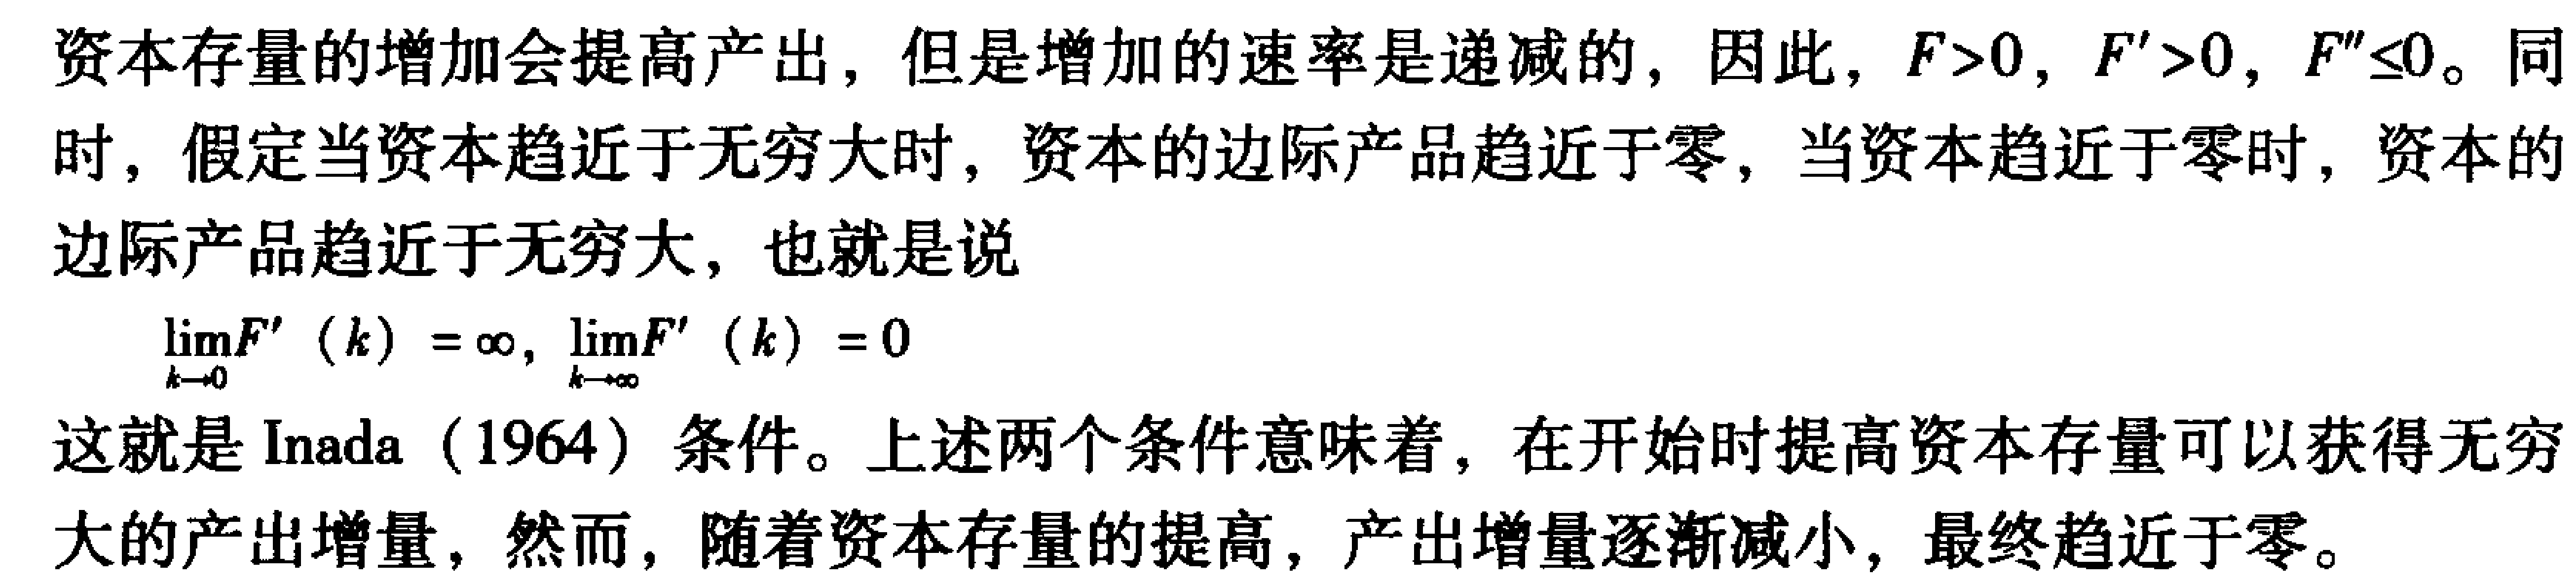 资本存量的增加会提高产出，但是增加的速率是递减的，因此，F>0，F′>0，F″≤0。同
时，假定当资本趋近于无穷大时，资本的边际产品趋近于零，当资本趋近于零时，资本的
边际产品趋近于无穷大，也就是说
lim F′（k）=∞, lim F′（k）=0
k→0 k→∞
这就是 Inada（1964）条件。上述两个条件意味着，在开始时提高资本存量可以获得无穷
大的产出增量，然而，随着资本存量的提高，产出增量逐渐减小，最终趋近于零。